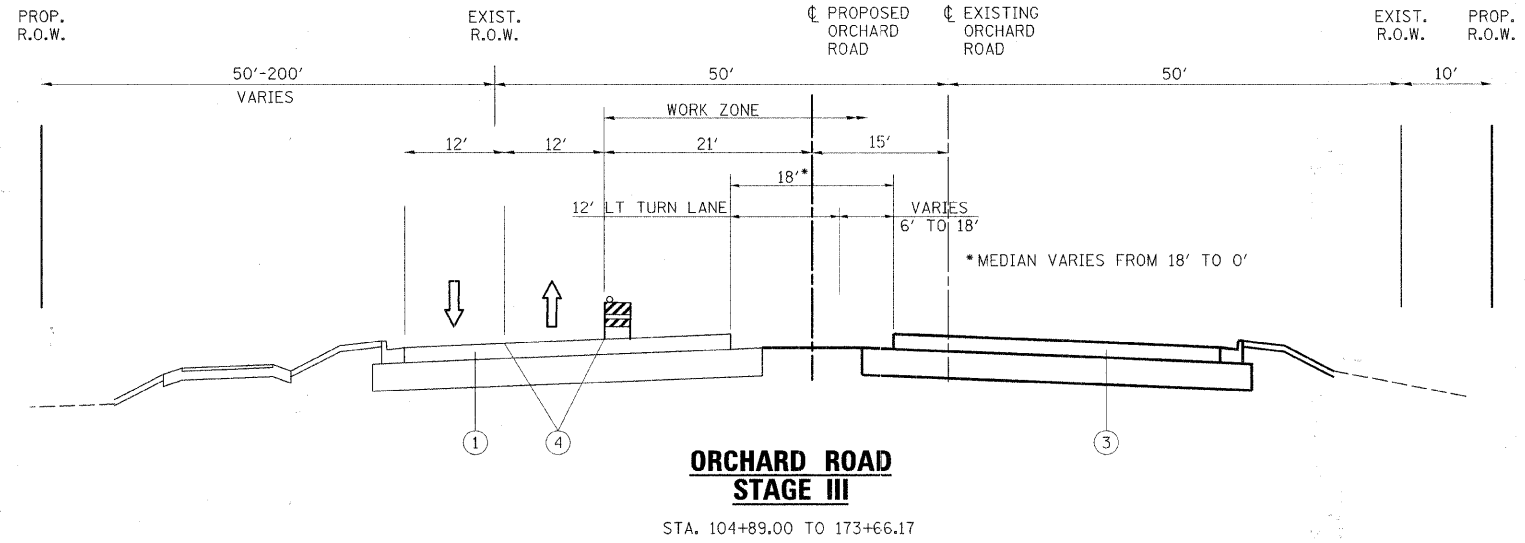 PROP.
R.O.W.
EXIST.
R.O.W.
℄ PROPOSED
ORCHARD
ROAD
℄ EXISTING
ORCHARD
ROAD
EXIST.
R.O.W.
PROP.
R.O.W.
50'-200'
VARIES
50'
50'
10'
WORK ZONE
12'
12'
21'
15'
18'*
12' LT TURN LANE
VARIES
6' TO 18'
*MEDIAN VARIES FROM 18' TO 0'
1
4
3
ORCHARD ROAD
STAGE III
STA. 104+89.00 TO 173+66.17